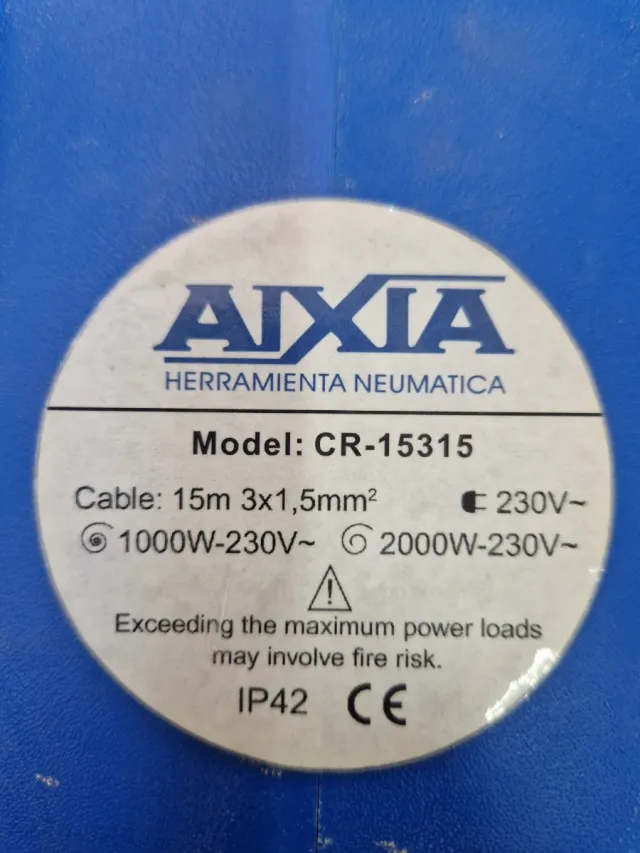 AIXIA
HERRAMIENTA NEUMATICA
Model: CR-15315
Cable: 15m 3x1,5mm² 230V~
1000W-230V~ 2000W-230V~
Exceeding the maximum power loads
may involve fire risk.
IP42 CE